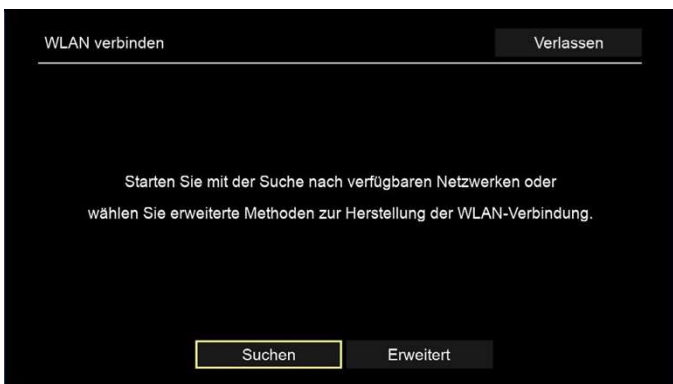 WLAN verbinden
Verlassen
Starten Sie mit der Suche nach verfügbaren Netzwerken oder
wählen Sie erweiterte Methoden zur Herstellung der WLAN-Verbindung.
Suchen
Erweitert